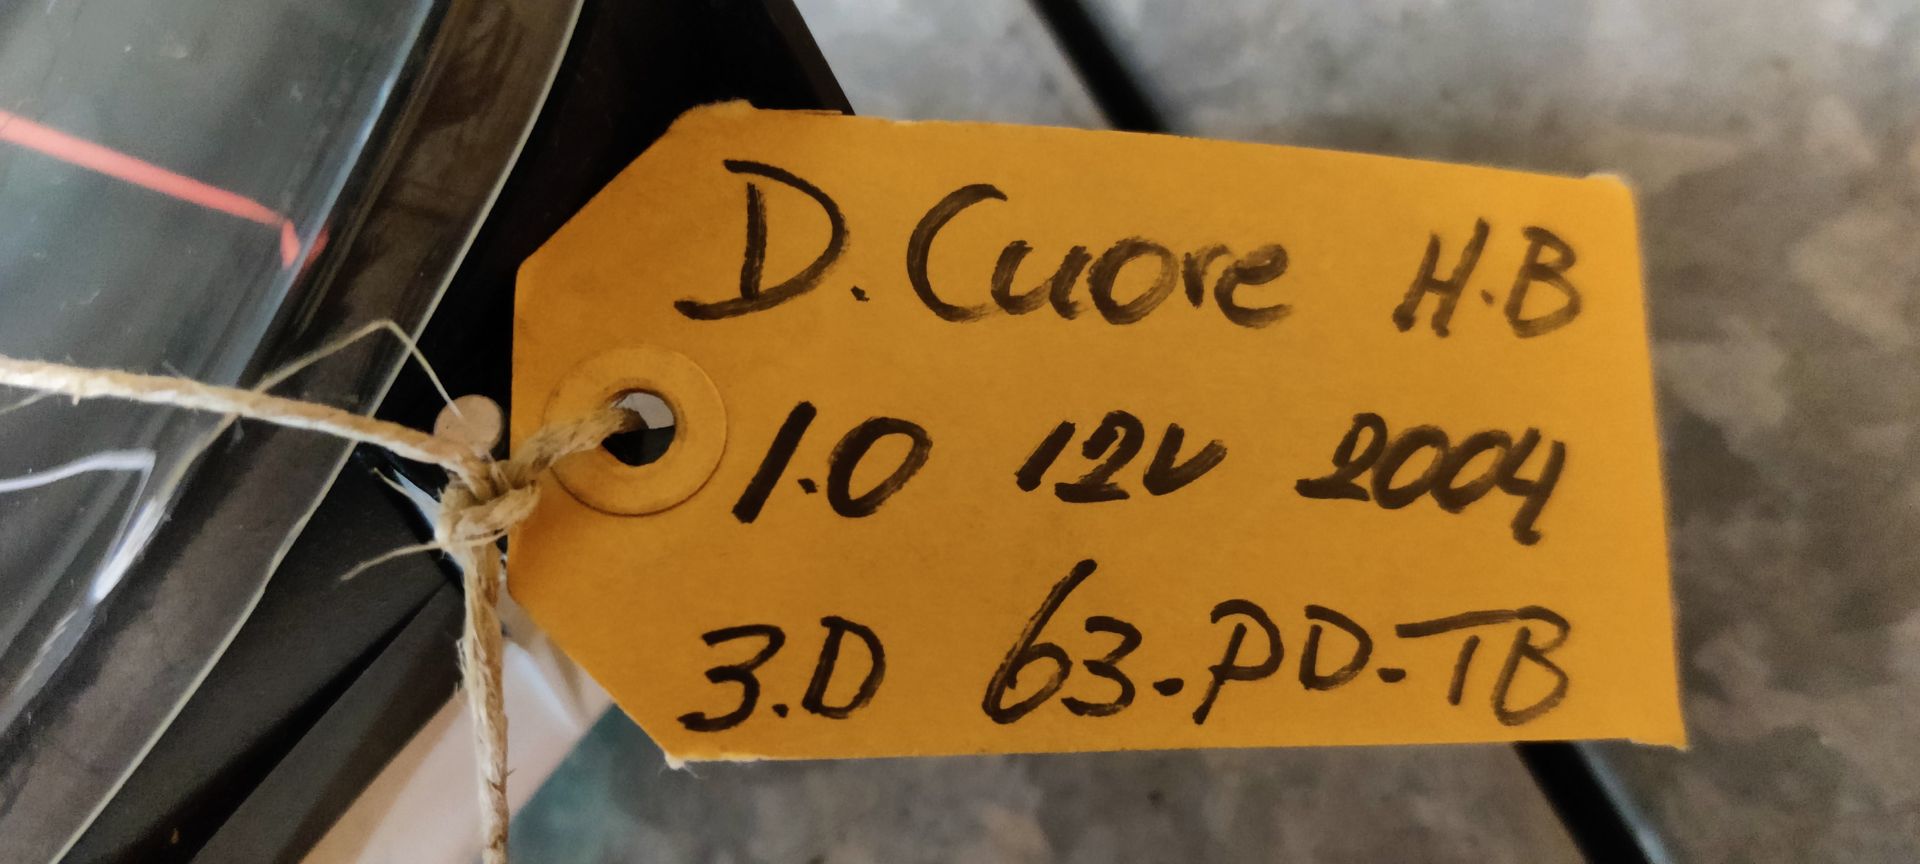 D. Cuore H.B
1.0 12V 2004
3.D 63-PD-TB